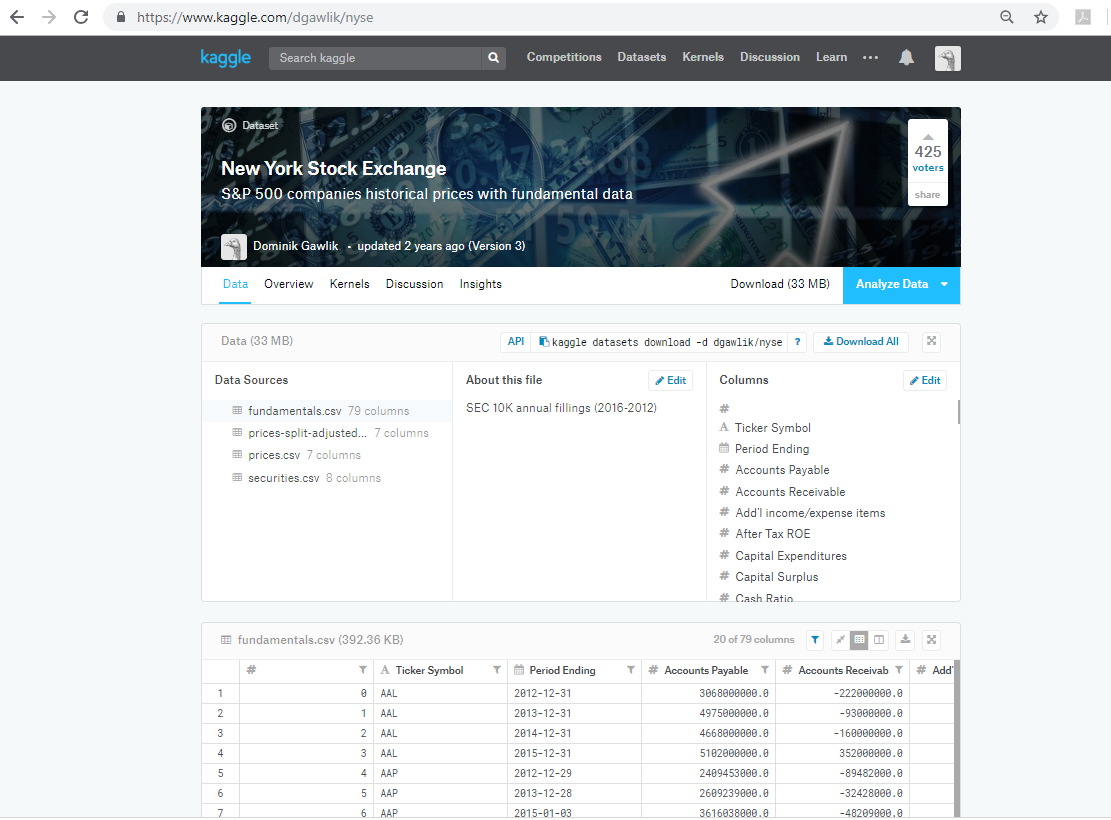 https://www.kaggle.com/dgawlik/nyse
kaggle Search kaggle Competitions Datasets Kernels Discussion Learn
Dataset
New York Stock Exchange
S&P 500 companies historical prices with fundamental data
Dominik Gawlik • updated 2 years ago (Version 3)
425
voters
share
Data Overview Kernels Discussion Insights Download (33 MB) Analyze Data
Data (33 MB) API kaggle datasets download -d dgawlik/nyse ? Download All
Data Sources
fundamentals.csv 79 columns
prices-split-adjusted... 7 columns
prices.csv 7 columns
securities.csv 8 columns
About this file Edit
SEC 10K annual fillings (2016-2012)
Columns Edit
#
A Ticker Symbol
Period Ending
# Accounts Payable
# Accounts Receivable
# Add'l income/expense items
# After Tax ROE
# Capital Expenditures
# Capital Surplus
# Cash Ratio
fundamentals.csv (392.36 KB) 20 of 79 columns
# A Ticker Symbol Period Ending # Accounts Payable # Accounts Receivab # Add'
1 0 AAL 2012-12-31 3068000000.0 -222000000.0
2 1 AAL 2013-12-31 4975000000.0 -93000000.0
3 2 AAL 2014-12-31 4668000000.0 -160000000.0
4 3 AAL 2015-12-31 5102000000.0 352000000.0
5 4 AAP 2012-12-29 2409453000.0 -89482000.0
6 5 AAP 2013-12-28 2609239000.0 -32428000.0
7 6 AAP 2015-01-03 3616038000.0 -48209000.0